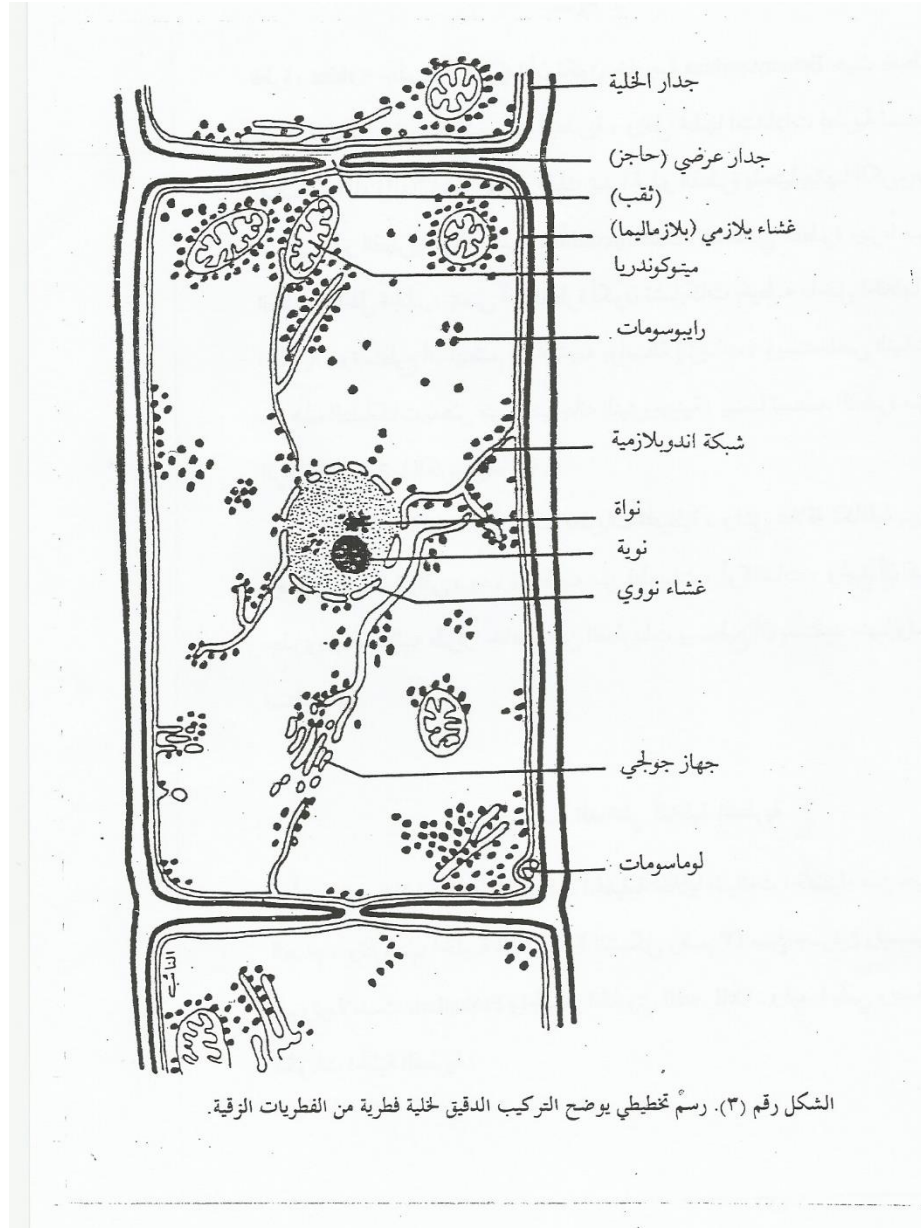 جدار الخلية
جدار عرضي (حاجز)
(ثقب)
غشاء بلازمي (بلازماليما)
ميتوكوندريا
رايبوسومات
شبكة اندوبلازمية
نواة
نوية
غشاء نووي
جهاز جولجي
لوماسومات
الشكل رقم (٣). رسمٌ تخطيطي يوضح التركيب الدقيق لخلية فطرية من الفطريات الزقية.